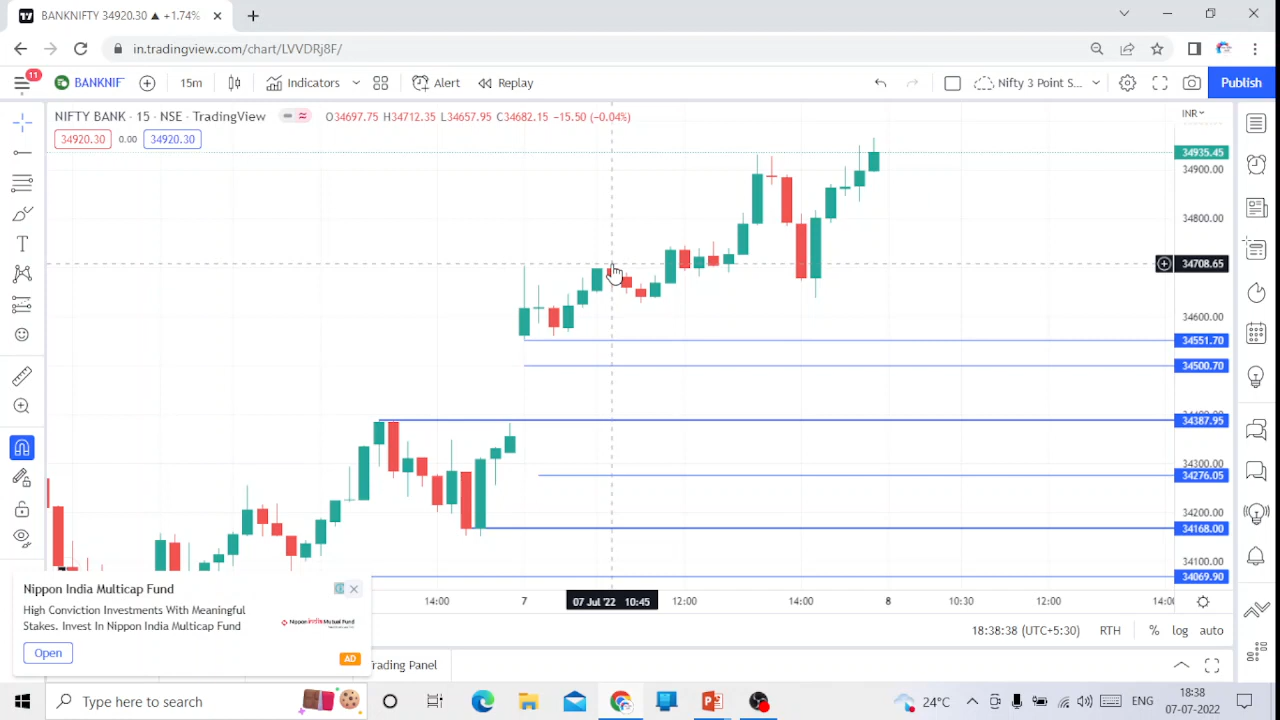 BANKNIFTY 34920.30 ▲ +1.74%
in.tradingview.com/chart/LVVDRj8F/
11
BANKNIF
15m
Indicators
Alert
Replay
Nifty 3 Point S...
Publish
NIFTY BANK · 15 · NSE · TradingView
O34697.75 H34712.35 L34657.95 C34682.15 -15.50 (-0.04%)
INR
34920.30
0.00
34920.30
34935.45
34900.00
34800.00
34708.65
34600.00
34551.70
34500.70
34387.95
34300.00
34276.05
34200.00
34168.00
34100.00
34069.90
Nippon India Multicap Fund
High Conviction Investments With Meaningful
Stakes. Invest In Nippon India Multicap Fund
Nippon India Mutual Fund
Open
AD
14:00
7
07 Jul '22 10:45
12:00
14:00
8
10:30
12:00
18:38:38 (UTC+5:30)
RTH
%
log
auto
Trading Panel
Type here to search
24°C
ENG
18:38
07-07-2022